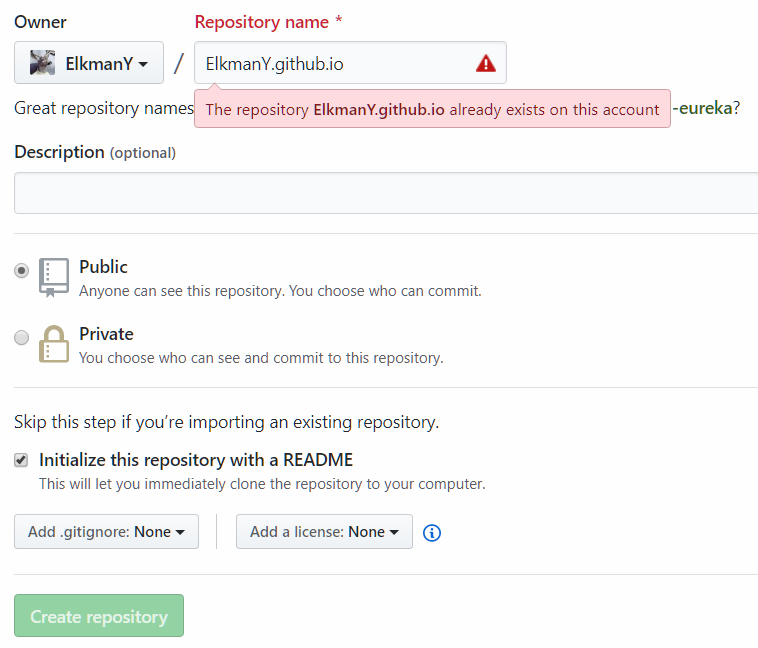 Owner
Repository name *
ElkmanY / ElkmanY.github.io
Great repository names -eureka?
The repository ElkmanY.github.io already exists on this account
Description (optional)
Public
Anyone can see this repository. You choose who can commit.
Private
You choose who can see and commit to this repository.
Skip this step if you’re importing an existing repository.
Initialize this repository with a README
This will let you immediately clone the repository to your computer.
Add .gitignore: None
Add a license: None
Create repository